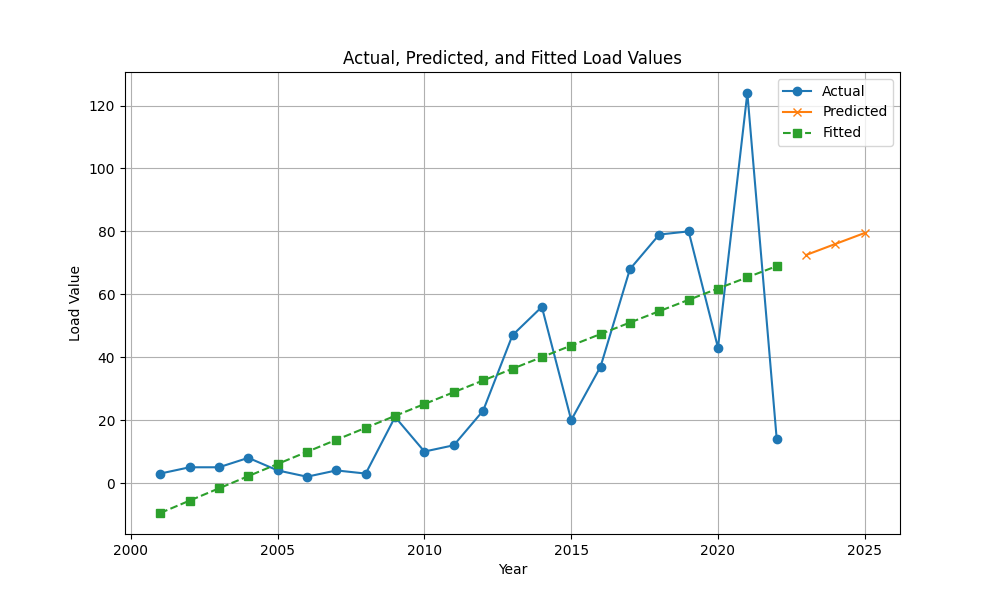 Actual, Predicted, and Fitted Load Values
Actual
Predicted
Fitted
120
100
80
60
40
20
0
Load Value
2000
2005
2010
2015
2020
2025
Year